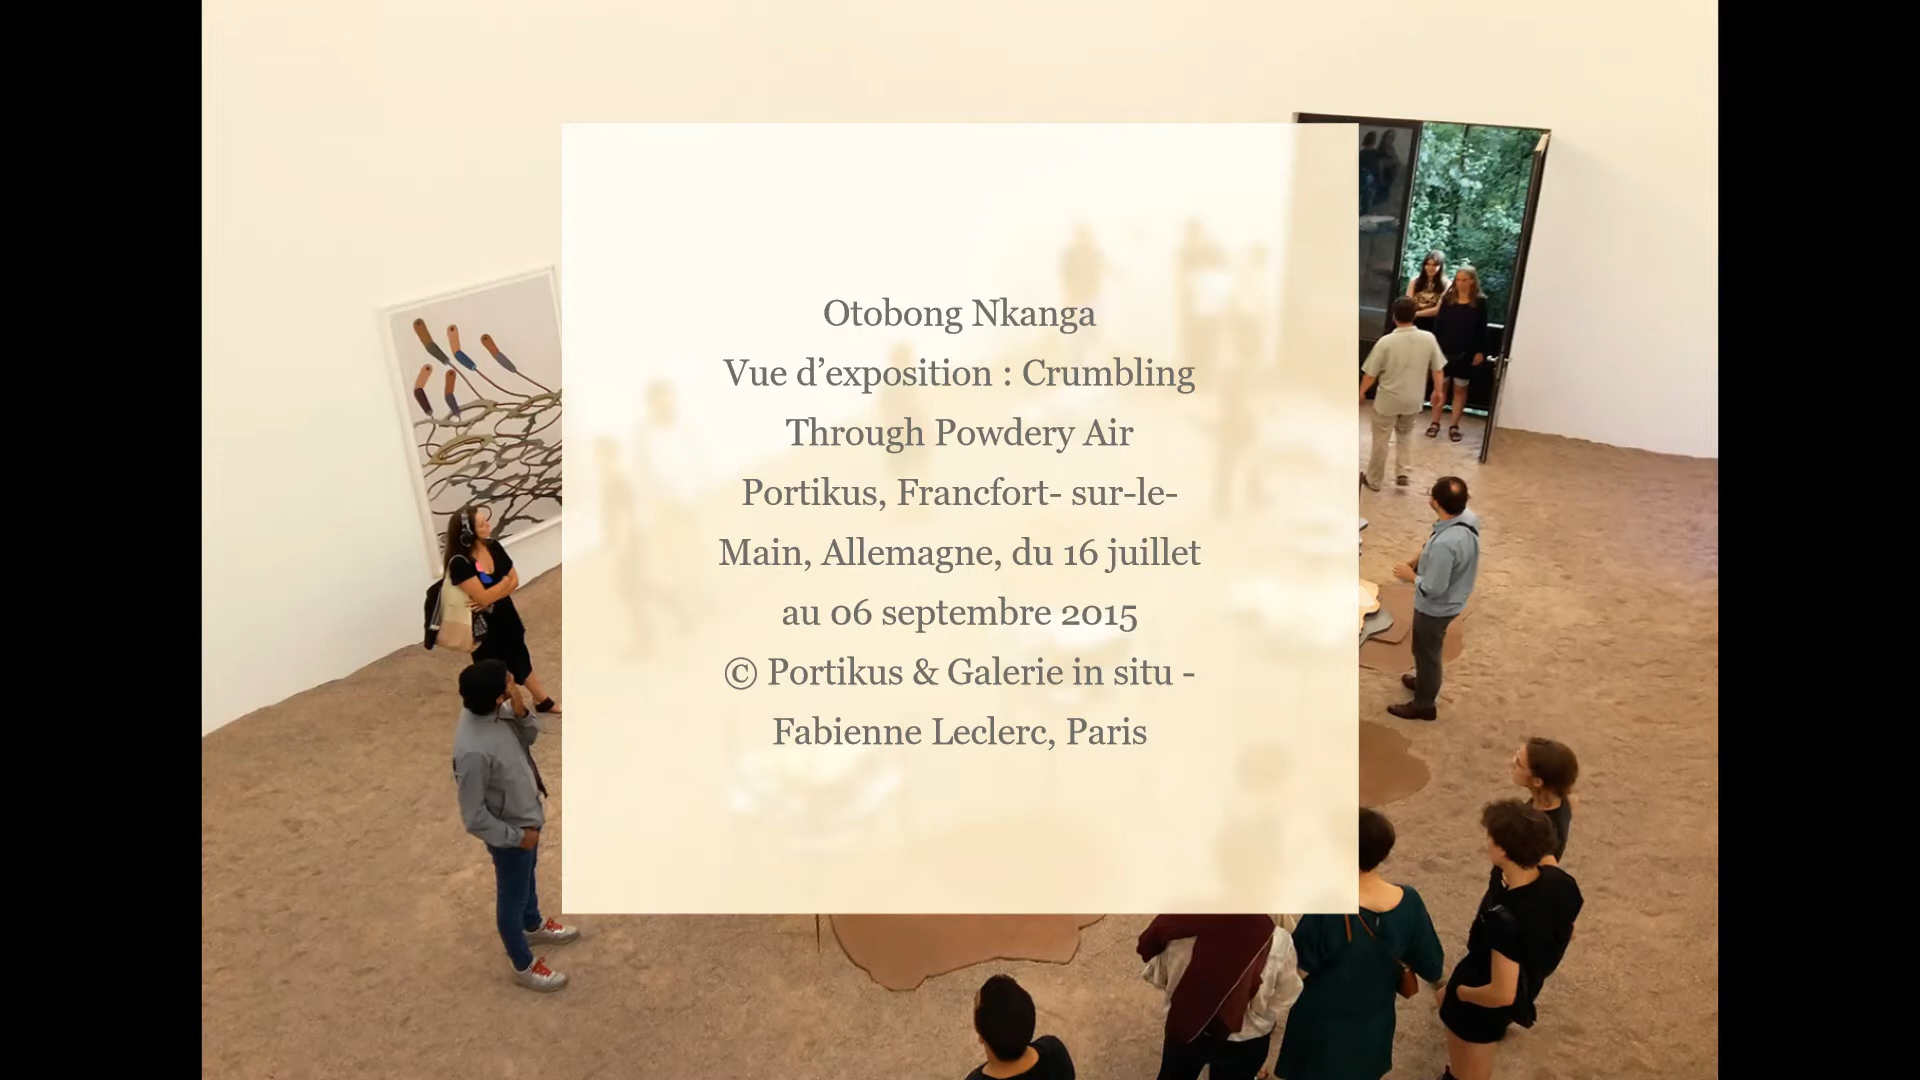 Otobong Nkanga
Vue d’exposition : Crumbling
Through Powdery Air
Portikus, Francfort- sur-le-
Main, Allemagne, du 16 juillet
au 06 septembre 2015
© Portikus & Galerie in situ -
Fabienne Leclerc, Paris